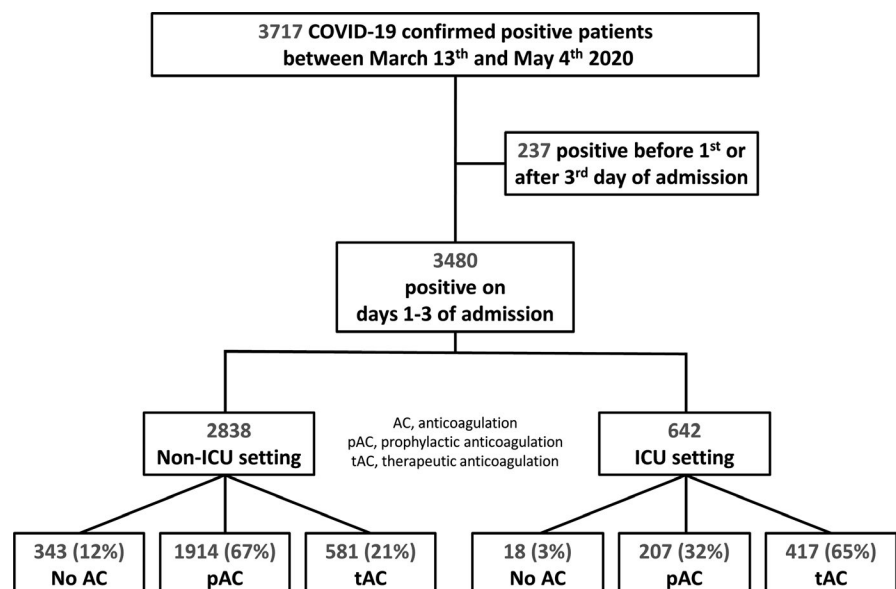 3717 COVID-19 confirmed positive patients
between March 13th and May 4th 2020
237 positive before 1st or
after 3rd day of admission
3480
positive on
days 1-3 of admission
2838
Non-ICU setting
AC, anticoagulation
pAC, prophylactic anticoagulation
tAC, therapeutic anticoagulation
642
ICU setting
343 (12%)
No AC
1914 (67%)
pAC
581 (21%)
tAC
18 (3%)
No AC
207 (32%)
pAC
417 (65%)
tAC